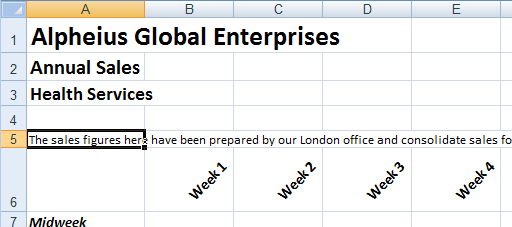 A B C D E
1 Alpheius Global Enterprises
2 Annual Sales
3 Health Services
4
5 The sales figures here have been prepared by our London office and consolidate sales fo
6 Week 1 Week 2 Week 3 Week 4
7 Midweek